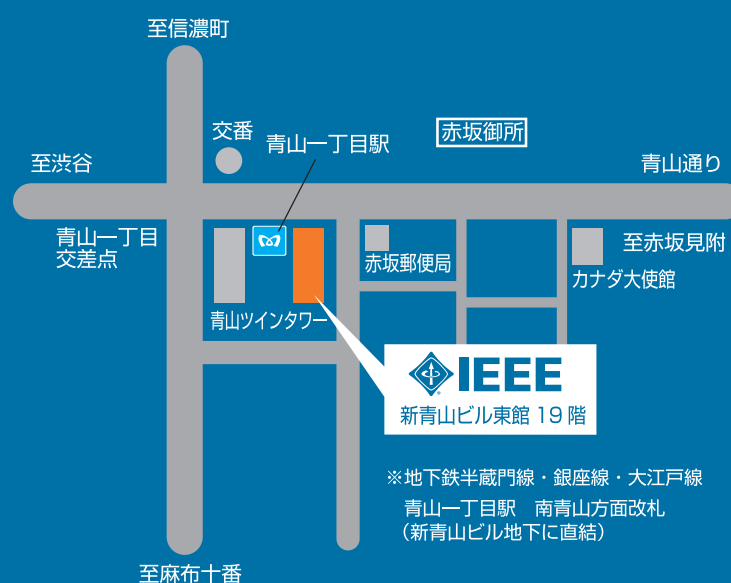 至信濃町
交番
青山一丁目駅
赤坂御所
至渋谷
青山通り
青山一丁目
交差点
赤坂郵便局
至赤坂見附
カナダ大使館
青山ツインタワー
IEEE
新青山ビル東館 19 階
※地下鉄半蔵門線・銀座線・大江戸線
青山一丁目駅　南青山方面改札
（新青山ビル地下に直結）
至麻布十番